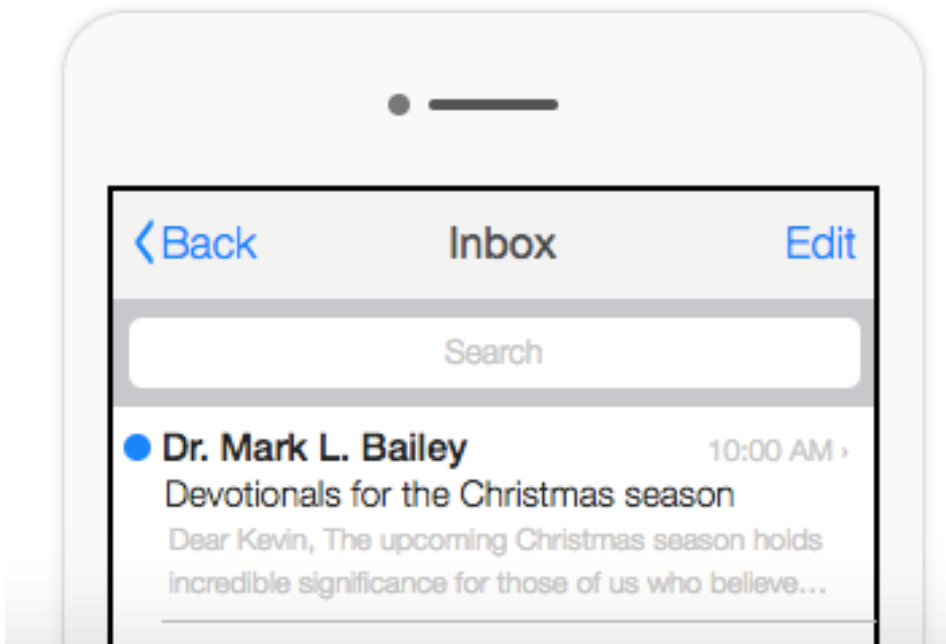 Back Inbox Edit
Search
Dr. Mark L. Bailey 10:00 AM ›
Devotionals for the Christmas season
Dear Kevin, The upcoming Christmas season holds
incredible significance for those of us who believe...